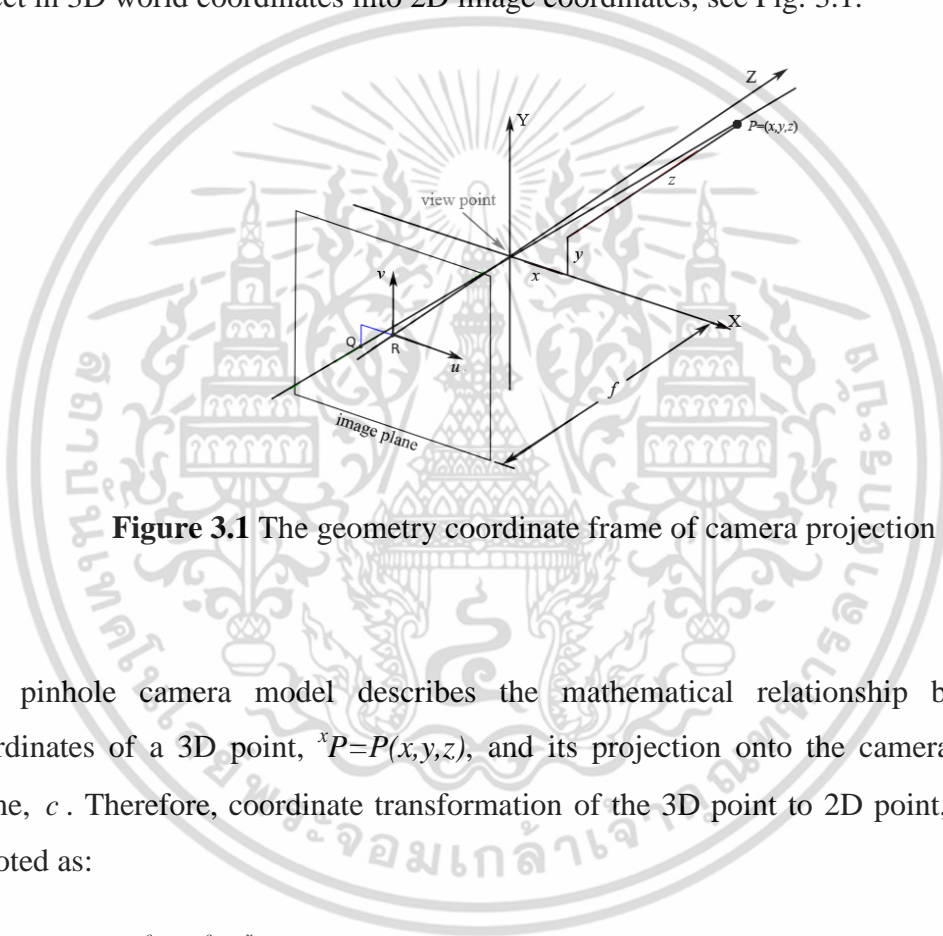 ect in 3D world coordinates into 2D image coordinates, see Fig. 3.1.
Z
Y
P=(x,y,z)
z
view point
y
x
v
X
Q
R
u
f
image plane
Figure 3.1 The geometry coordinate frame of camera projection
pinhole camera model describes the mathematical relationship b
rdinates of a 3D point, ˣP=P(x,y,z), and its projection onto the camera
ne, c . Therefore, coordinate transformation of the 3D point to 2D point,
oted as: